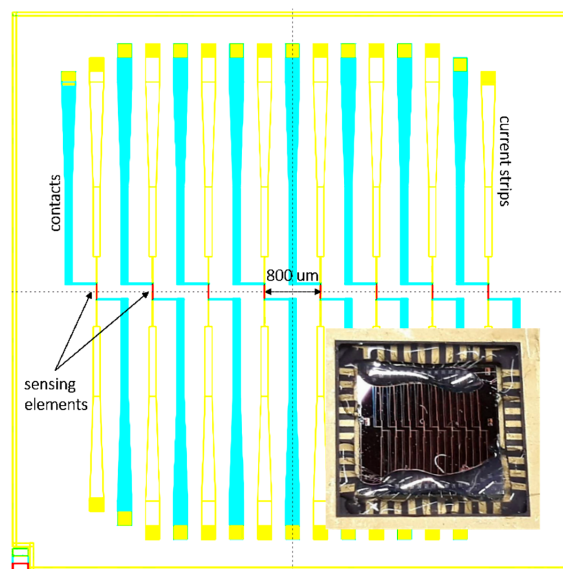 contacts
current strips
800 um
sensing
elements